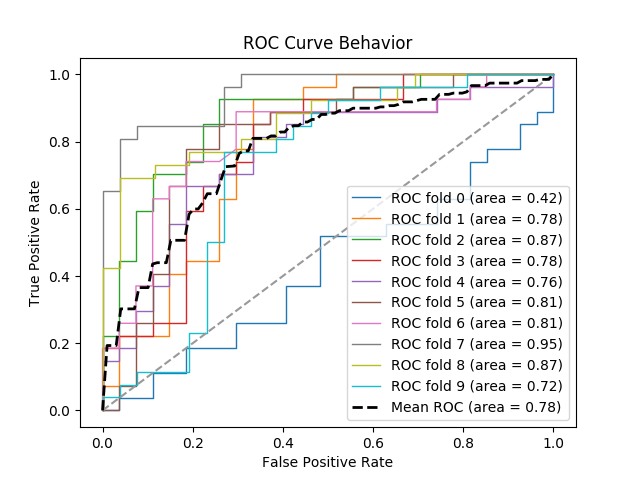 ROC Curve Behavior
True Positive Rate
1.0
0.8
0.6
0.4
0.2
0.0
ROC fold 0 (area = 0.42)
ROC fold 1 (area = 0.78)
ROC fold 2 (area = 0.87)
ROC fold 3 (area = 0.78)
ROC fold 4 (area = 0.76)
ROC fold 5 (area = 0.81)
ROC fold 6 (area = 0.81)
ROC fold 7 (area = 0.95)
ROC fold 8 (area = 0.87)
ROC fold 9 (area = 0.72)
Mean ROC (area = 0.78)
0.0 0.2 0.4 0.6 0.8 1.0
False Positive Rate